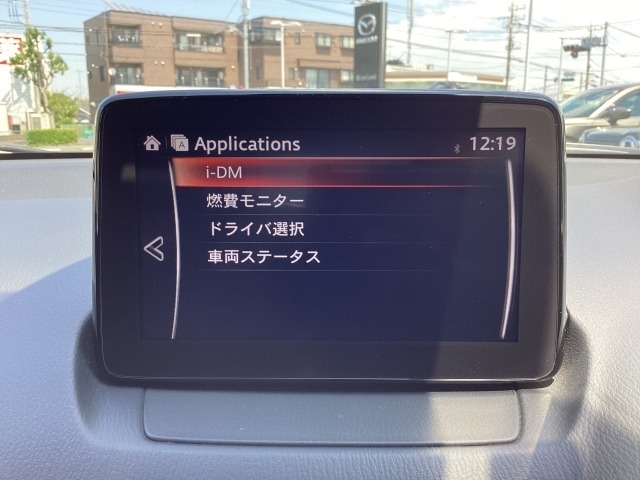 Applications
12:19
i-DM
燃費モニター
ドライバ選択
車両ステータス